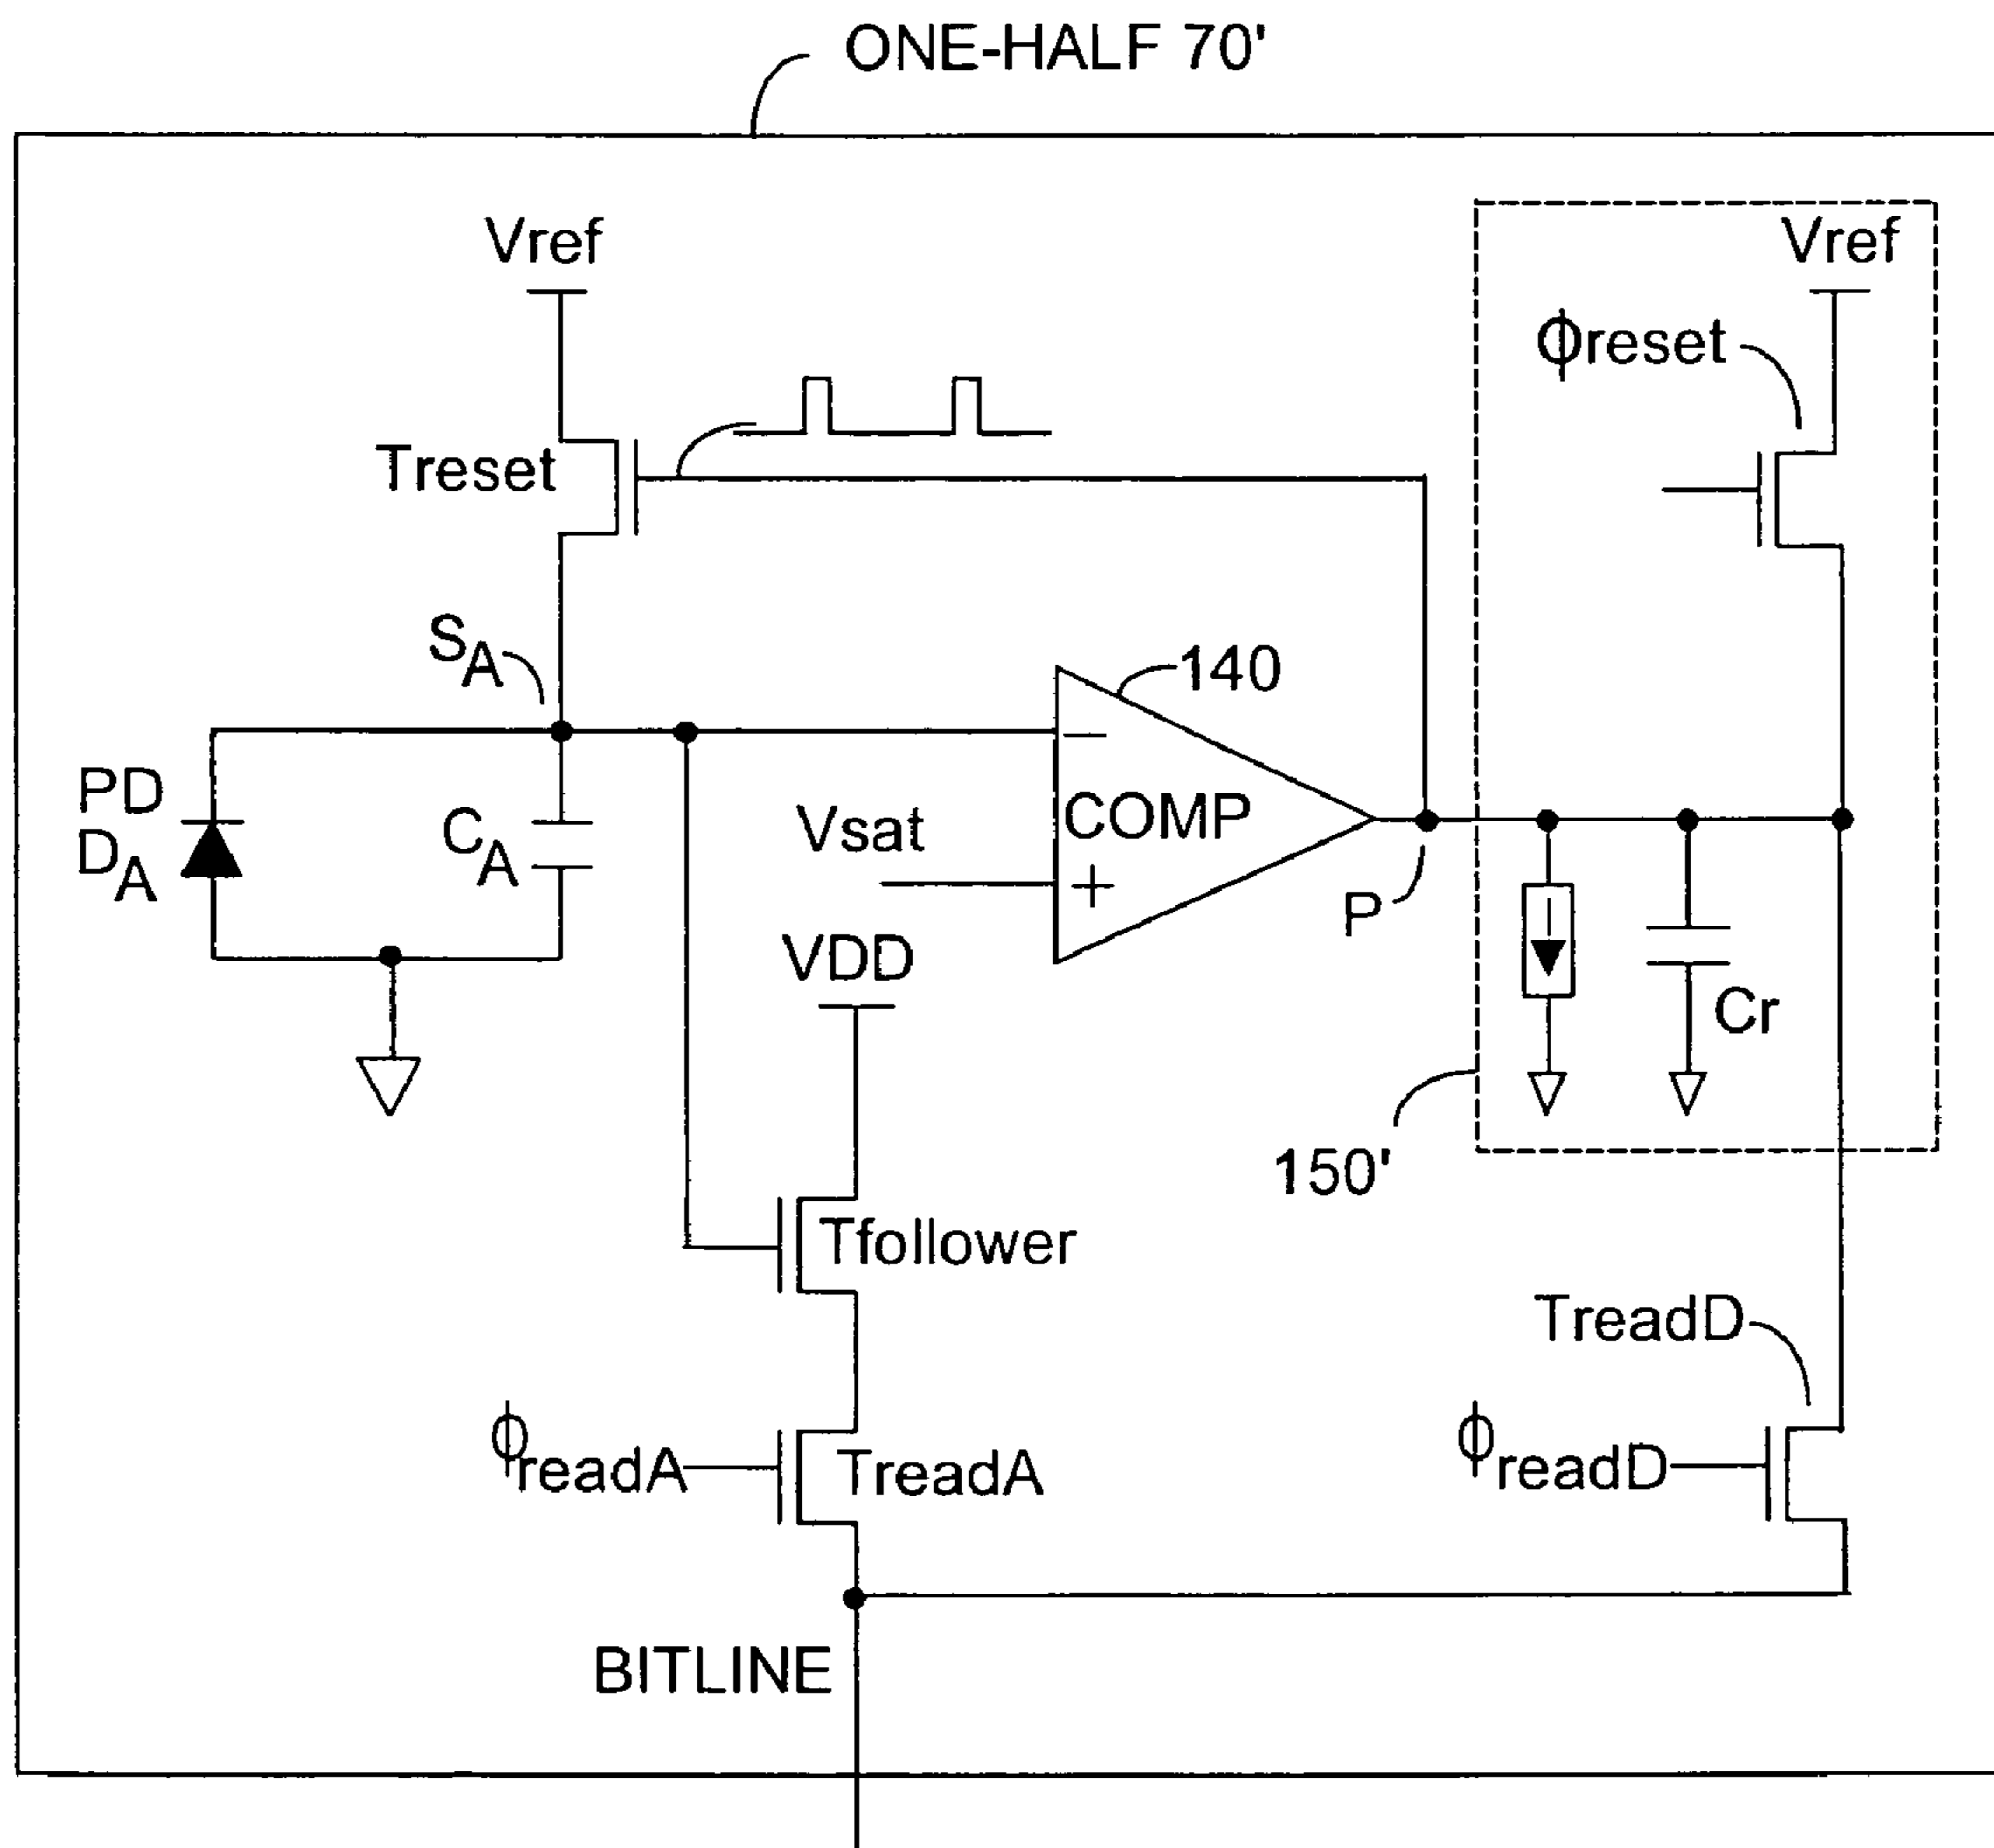 ONE-HALF 70'
Vref
Vref
ϕreset
Treset
SA
140
PD
DA
CA
Vsat
COMP
−
+
P
VDD
Cr
150'
Tfollower
TreadD
ϕreadA
TreadA
ϕreadD
BITLINE